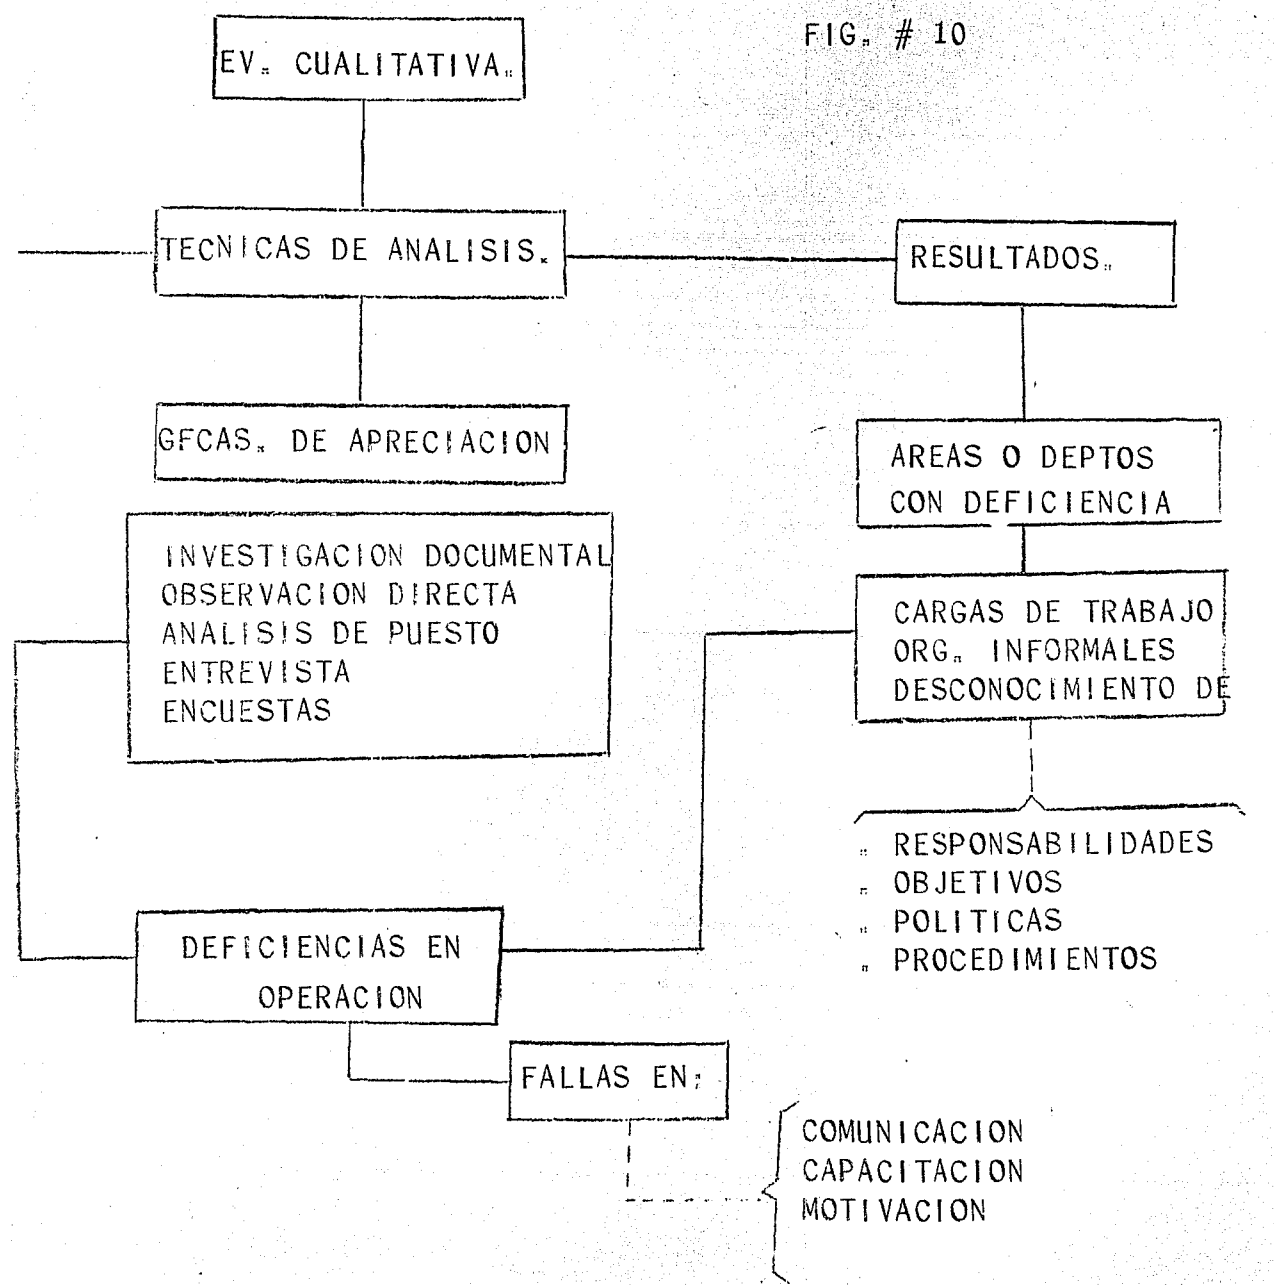 FIG. # 10
EV. CUALITATIVA.
TECNICAS DE ANALISIS.
RESULTADOS.
GFCAS. DE APRECIACION
AREAS O DEPTOS
CON DEFICIENCIA
INVESTIGACION DOCUMENTAL
OBSERVACION DIRECTA
ANALISIS DE PUESTO
ENTREVISTA
ENCUESTAS
CARGAS DE TRABAJO
ORG. INFORMALES
DESCONOCIMIENTO DE
. RESPONSABILIDADES
. OBJETIVOS
. POLITICAS
. PROCEDIMIENTOS
DEFICIENCIAS EN
OPERACION
FALLAS EN:
COMUNICACION
CAPACITACION
MOTIVACION